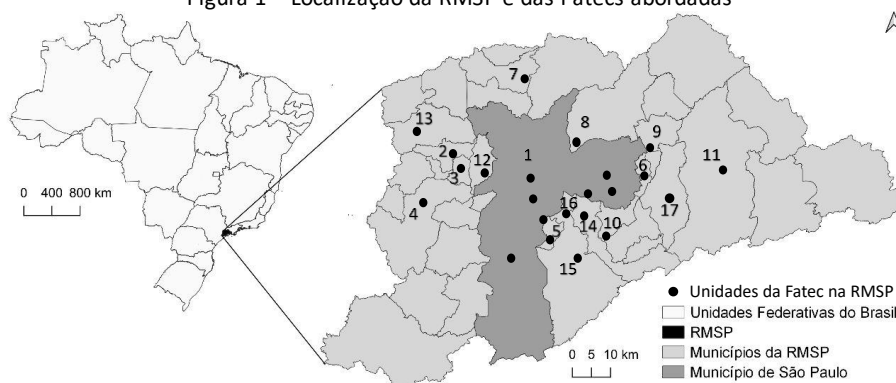 Figura 1 – Localização da RMSP e das Fatecs abordadas
7
13
8
2
1
9
12
3
6
11
4
16
17
5
14
10
15
0 400 800 km
0 5 10 km
Unidades da Fatec na RMSP
Unidades Federativas do Brasil
RMSP
Municípios da RMSP
Município de São Paulo